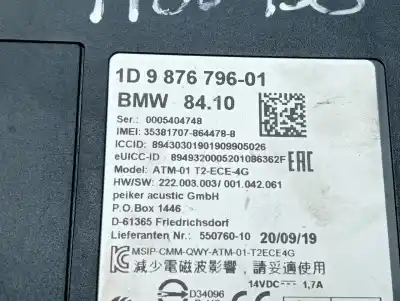 1D 9 876 796-01
BMW 84.10
Ser.: 0005404748
IMEI: 35381707-864478-8
ICCID: 89430301901909905026
eUICC-ID 8949320005201086362F
EAC
Model: ATM-01 T2-ECE-4G
HW/SW: 222.003.003/ 001.042.061
peiker acustic GmbH
P.O.Box 1446
D-61365 Friedrichsdorf
Lieferanten Nr.: 550760-10 20/09/19
MSIP-CMM-QWY-ATM-01-T2ECE4G
減少電磁波影響,請妥適使用
D34096
14VDC 1,7A